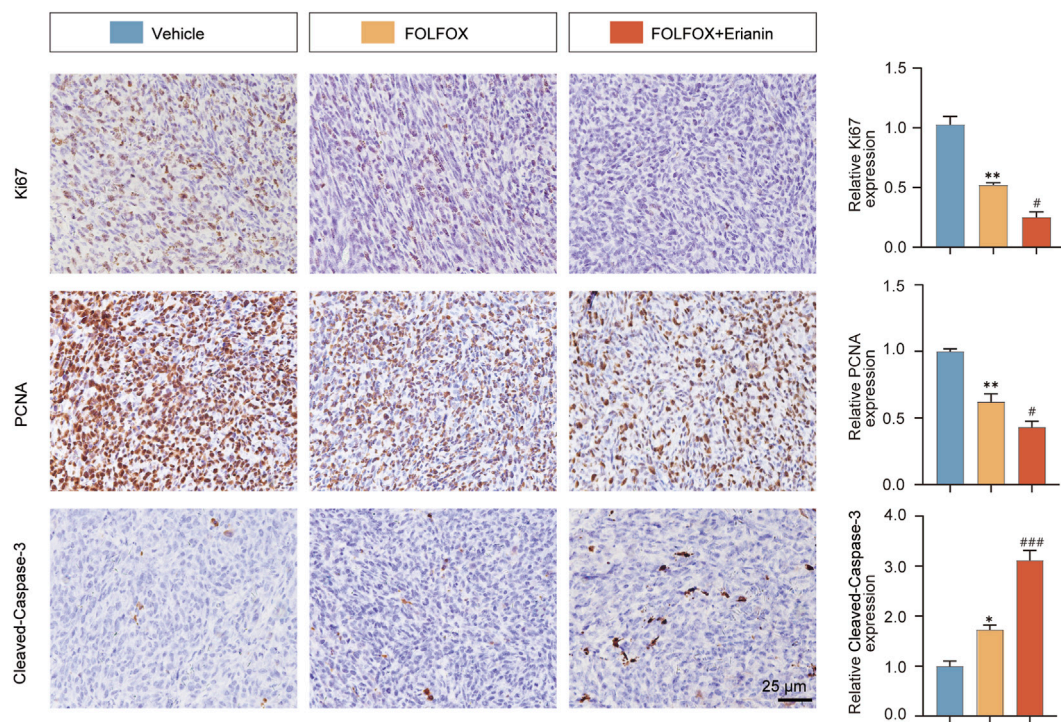 Vehicle
FOLFOX
FOLFOX+Erianin
Ki67
1.5
1.0
0.5
0.0
Relative Ki67
expression
**
#
PCNA
1.5
1.0
0.5
0.0
Relative PCNA
expression
**
#
Cleaved-Caspase-3
25 µm
4.0
3.0
2.0
1.0
0.0
Relative Cleaved-Caspase-3
expression
*
###